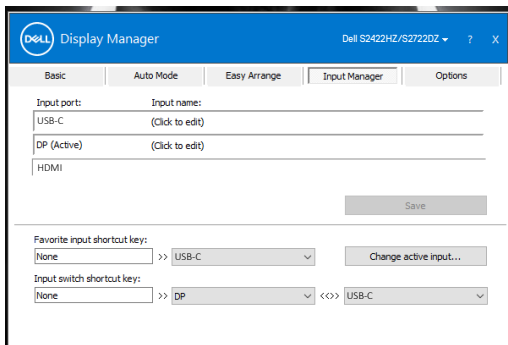 DELL Display Manager Dell S2422HZ/S2722DZ ? X
Basic Auto Mode Easy Arrange Input Manager Options
Input port: Input name:
USB-C (Click to edit)
DP (Active) (Click to edit)
HDMI
Save
Favorite input shortcut key:
None >> USB-C Change active input...
Input switch shortcut key:
None >> DP <<>> USB-C